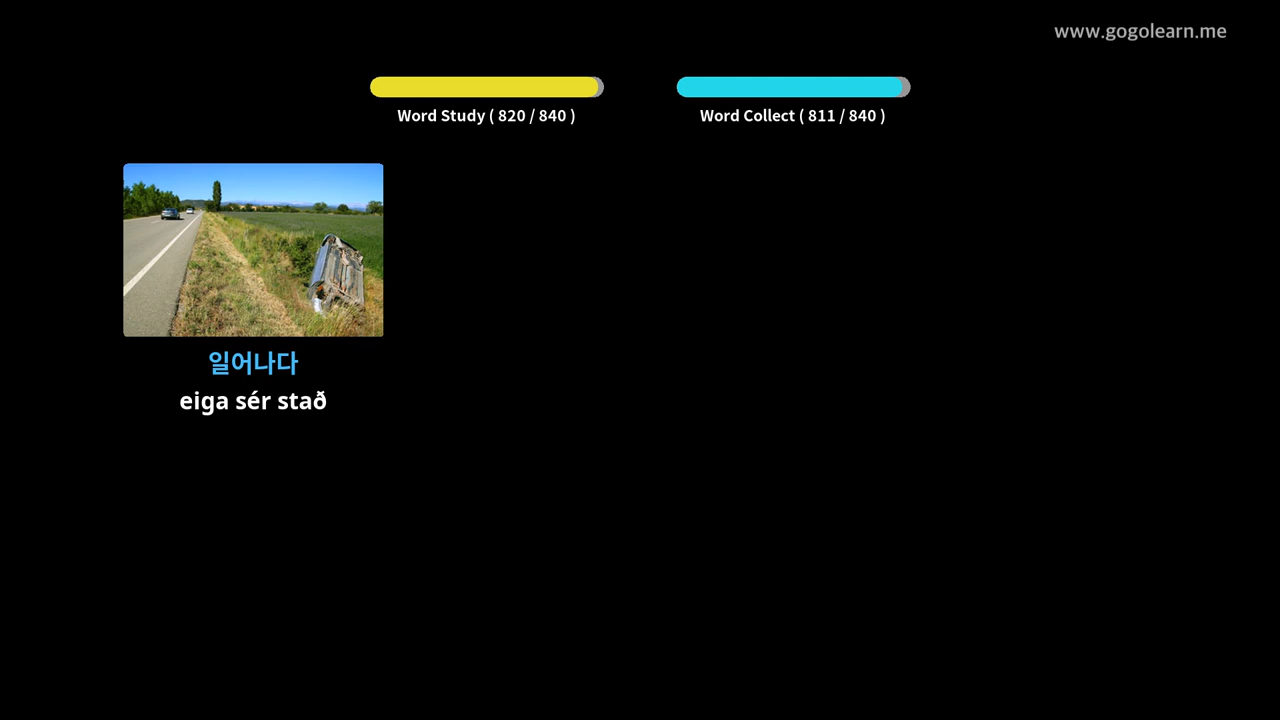 www.gogolearn.me
Word Study ( 820 / 840 )
Word Collect ( 811 / 840 )
일어나다
eiga sér stað